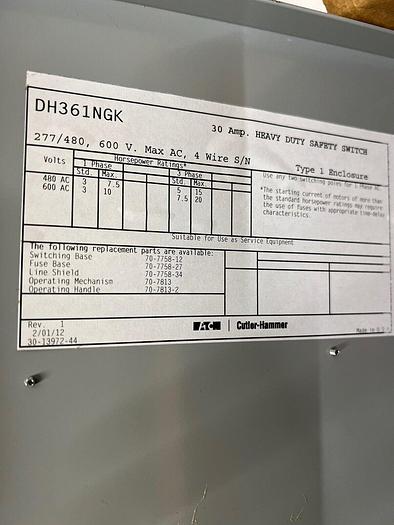 DH361NGK
30 Amp. HEAVY DUTY SAFETY SWITCH
277/480, 600 V. Max AC, 4 Wire S/N
Type 1 Enclosure
Volts
Horsepower Ratings*
1 Phase
3 Phase
Std. Max. Std. Max.
480 AC 3 7.5 5 15
600 AC 3 10 7.5 20
Use any two switching poles for 1 Phase AC.
*The starting current of motors of more than
the standard horsepower ratings may require
the use of fuses with appropriate time-delay
characteristics.
Suitable for Use as Service Equipment
The following replacement parts are available:
Switching Base 70-7758-12
Fuse Base 70-7758-27
Line Shield 70-7758-34
Operating Mechanism 70-7813
Operating Handle 70-7813-2
Rev. 1
2/01/12
30-13972-44
Cutler-Hammer
Made in U.S.